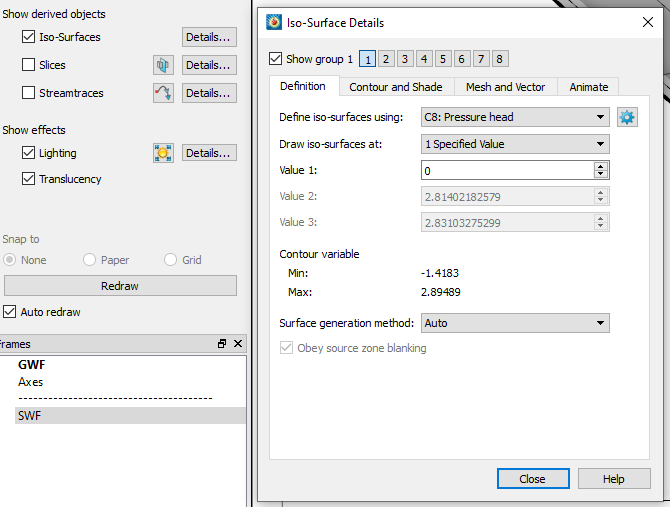 Show derived objects
Iso-Surfaces Details...
Slices Details...
Streamtraces Details...
Show effects
Lighting Details...
Translucency
Snap to
None Paper Grid
Redraw
Auto redraw
Frames
GWF
Axes
----------------------------------------
SWF
Iso-Surface Details
Show group 1 1 2 3 4 5 6 7 8
Definition Contour and Shade Mesh and Vector Animate
Define iso-surfaces using: C8: Pressure head
Draw iso-surfaces at: 1 Specified Value
Value 1: 0
Value 2: 2.81402182579
Value 3: 2.83103275299
Contour variable
Min: -1.4183
Max: 2.89489
Surface generation method: Auto
Obey source zone blanking
Close Help